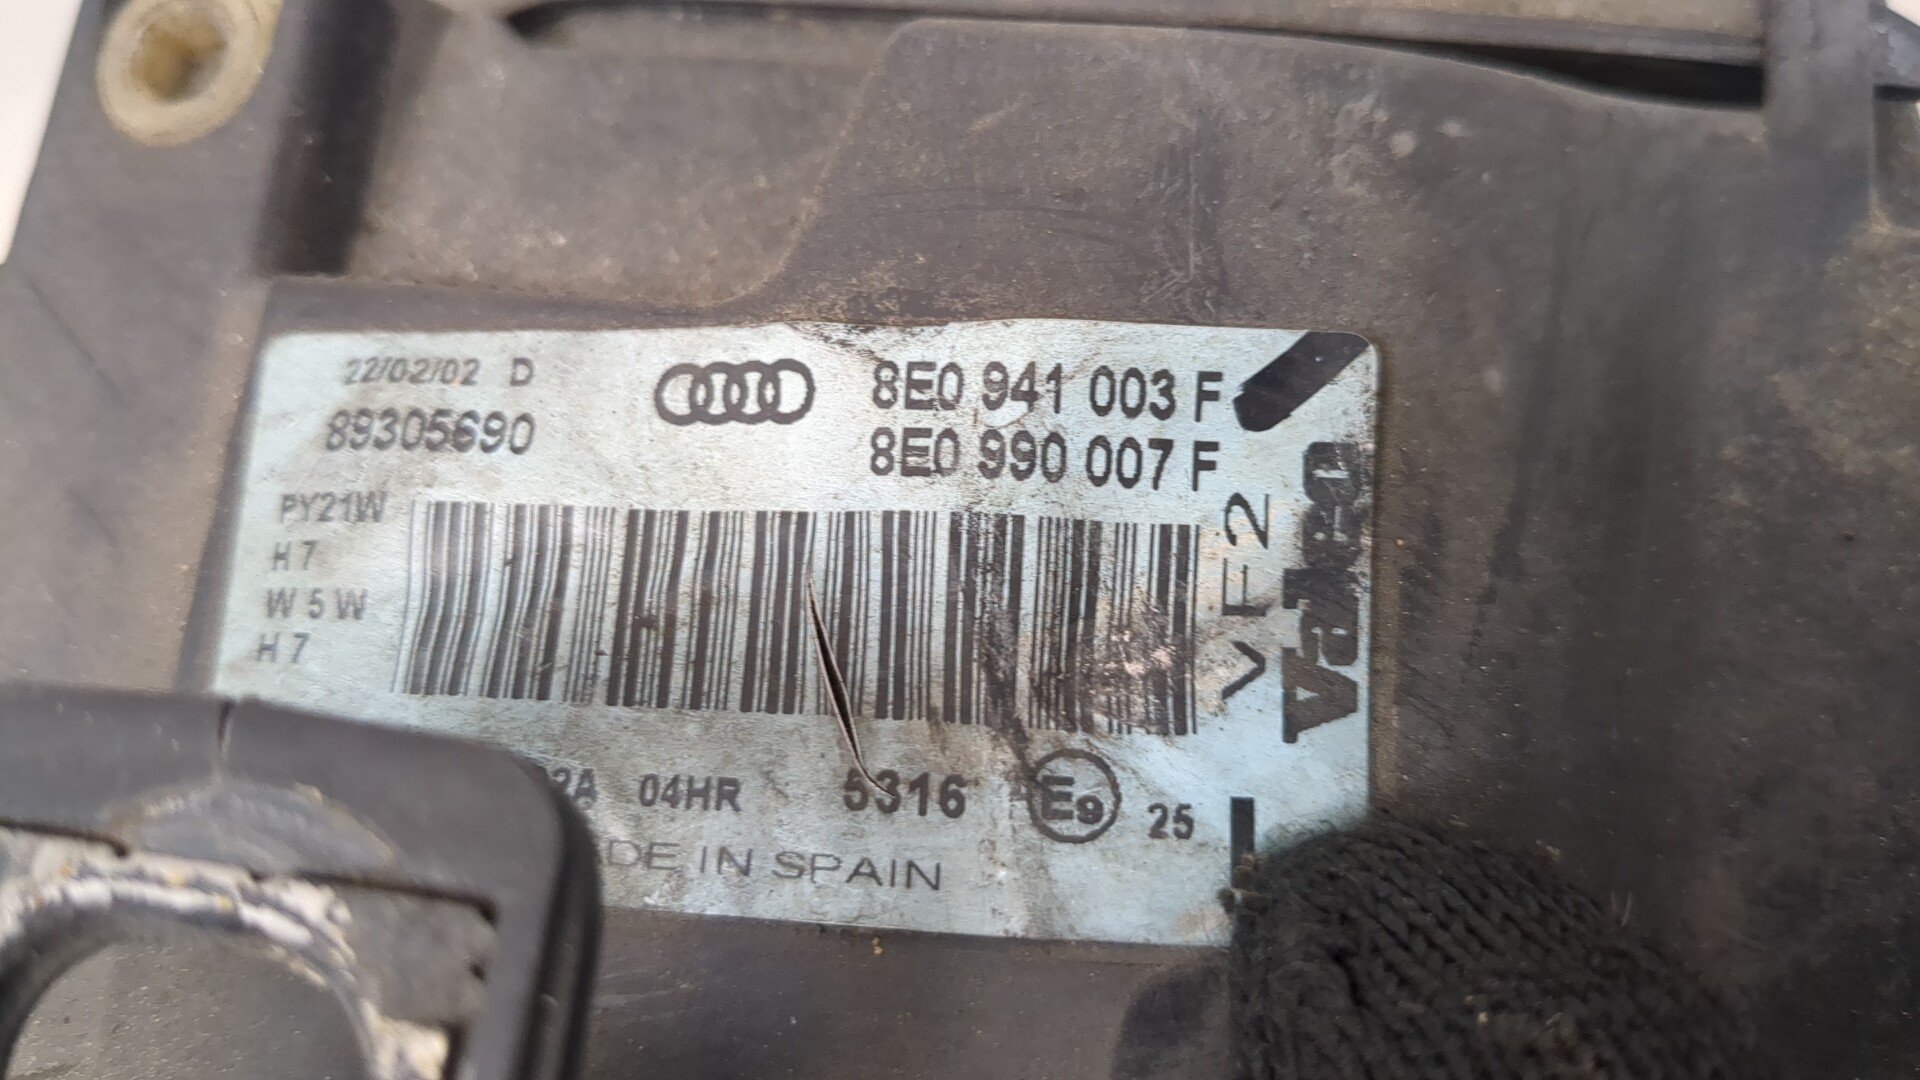 22/02/02 D
89305690
8E0 941 003 F
8E0 990 007 F
PY21W
H7
W5W
H7
VF2
Valeo
2A 04HR 5316 E9 25
DE IN SPAIN